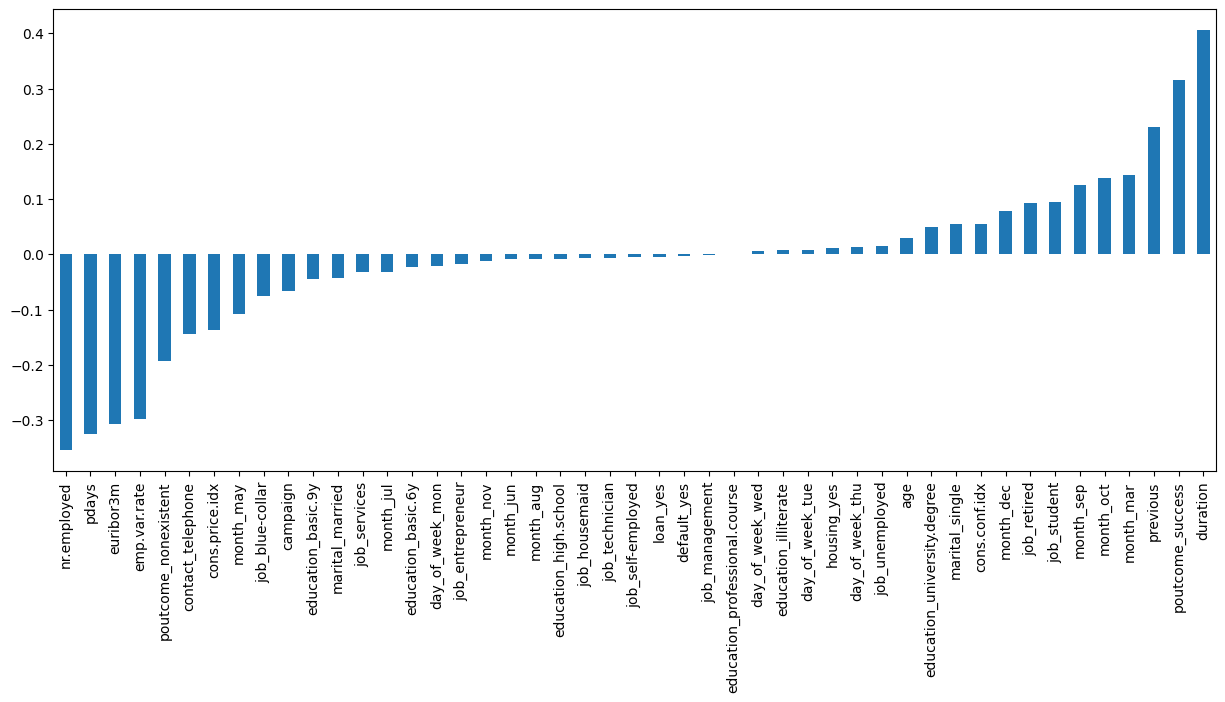 0.4
0.3
0.2
0.1
0.0
−0.1
−0.2
−0.3
nr.employed
pdays
euribor3m
emp.var.rate
poutcome_nonexistent
contact_telephone
cons.price.idx
month_may
job_blue-collar
campaign
education_basic.9y
marital_married
job_services
month_jul
education_basic.6y
day_of_week_mon
job_entrepreneur
month_nov
month_jun
month_aug
education_high.school
job_housemaid
job_technician
job_self-employed
loan_yes
default_yes
job_management
education_professional.course
day_of_week_wed
education_illiterate
day_of_week_tue
housing_yes
day_of_week_thu
job_unemployed
age
education_university.degree
marital_single
cons.conf.idx
month_dec
job_retired
job_student
month_sep
month_oct
month_mar
previous
poutcome_success
duration